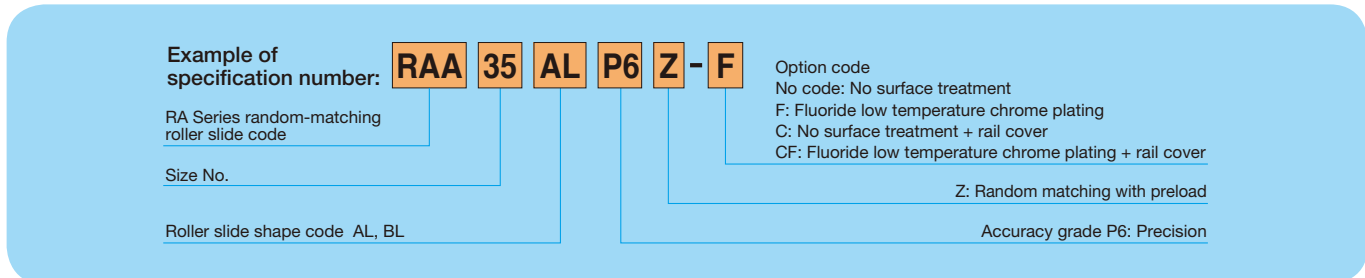 Example of
specification number: RAA 35 AL P6 Z - F
Option code
No code: No surface treatment
F: Fluoride low temperature chrome plating
C: No surface treatment + rail cover
CF: Fluoride low temperature chrome plating + rail cover
RA Series random-matching
roller slide code
Size No.
Z: Random matching with preload
Roller slide shape code AL, BL
Accuracy grade P6: Precision